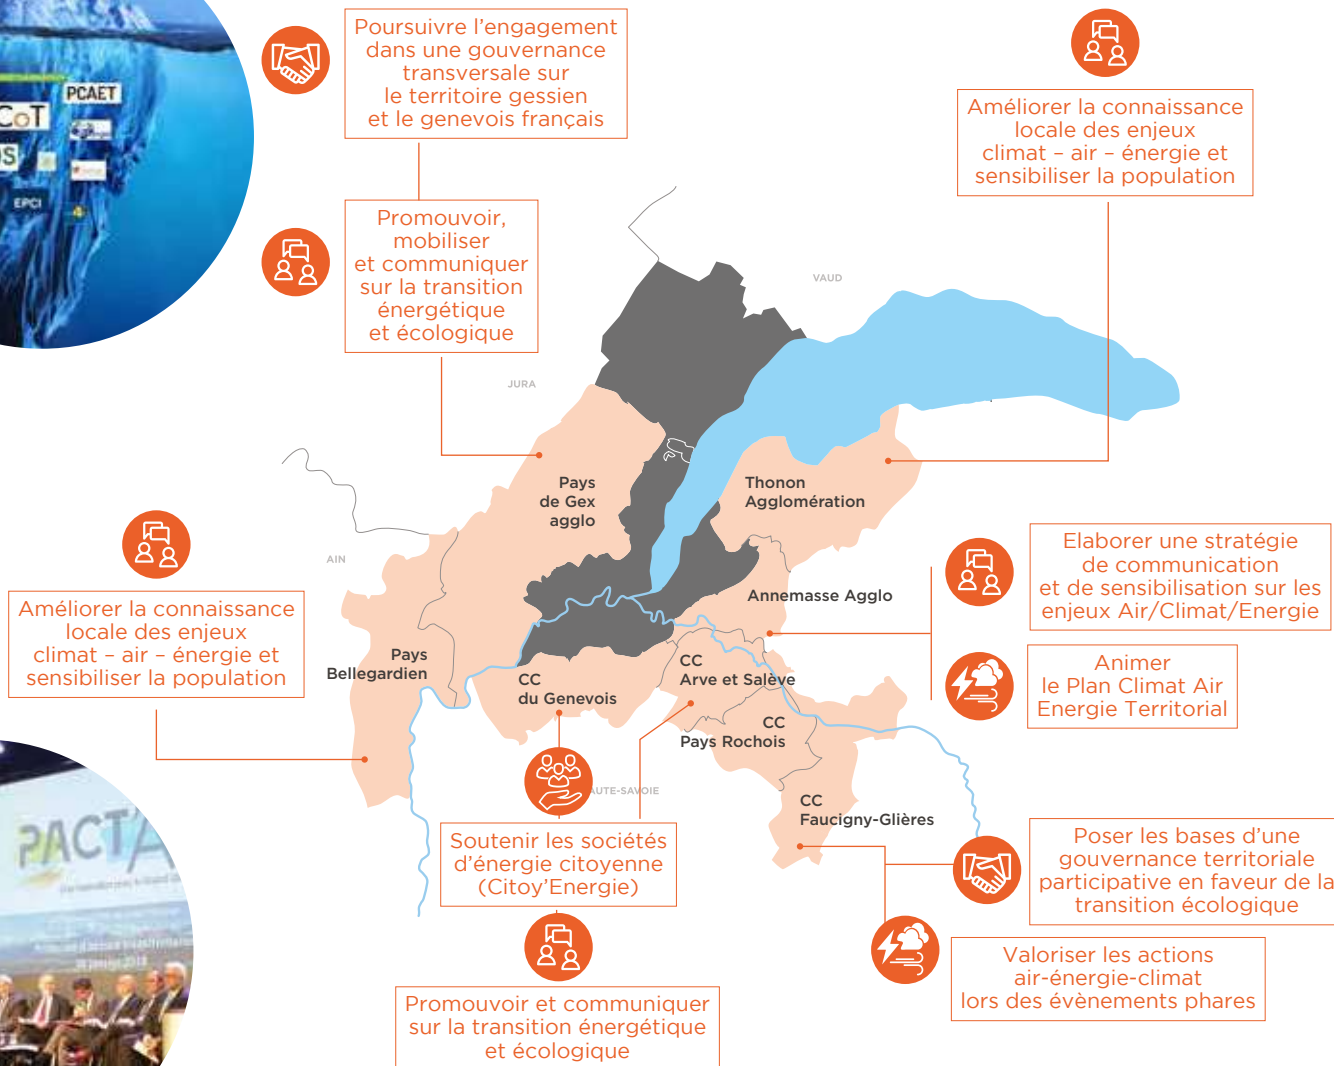 PCAET
CoT
EPCI
Poursuivre l'engagement
dans une gouvernance
transversale sur
le territoire gessien
et le genevois français
Améliorer la connaissance
locale des enjeux
climat – air – énergie et
sensibiliser la population
Promouvoir,
mobiliser
et communiquer
sur la transition
énergétique
et écologique
VAUD
JURA
Pays
de Gex
agglo
Thonon
Agglomération
AIN
Améliorer la connaissance
locale des enjeux
climat – air – énergie et
sensibiliser la population
Pays
Bellegardien
Annemasse Agglo
Elaborer une stratégie
de communication
et de sensibilisation sur les
enjeux Air/Climat/Energie
Animer
le Plan Climat Air
Energie Territorial
CC
du Genevois
CC
Arve et Salève
CC
Pays Rochois
AUTE-SAVOIE
CC
Faucigny-Glières
Soutenir les sociétés
d'énergie citoyenne
(Citoy'Energie)
Poser les bases d'une
gouvernance territoriale
participative en faveur de la
transition écologique
Valoriser les actions
air-énergie-climat
lors des évènements phares
Promouvoir et communiquer
sur la transition énergétique
et écologique
PACT'A